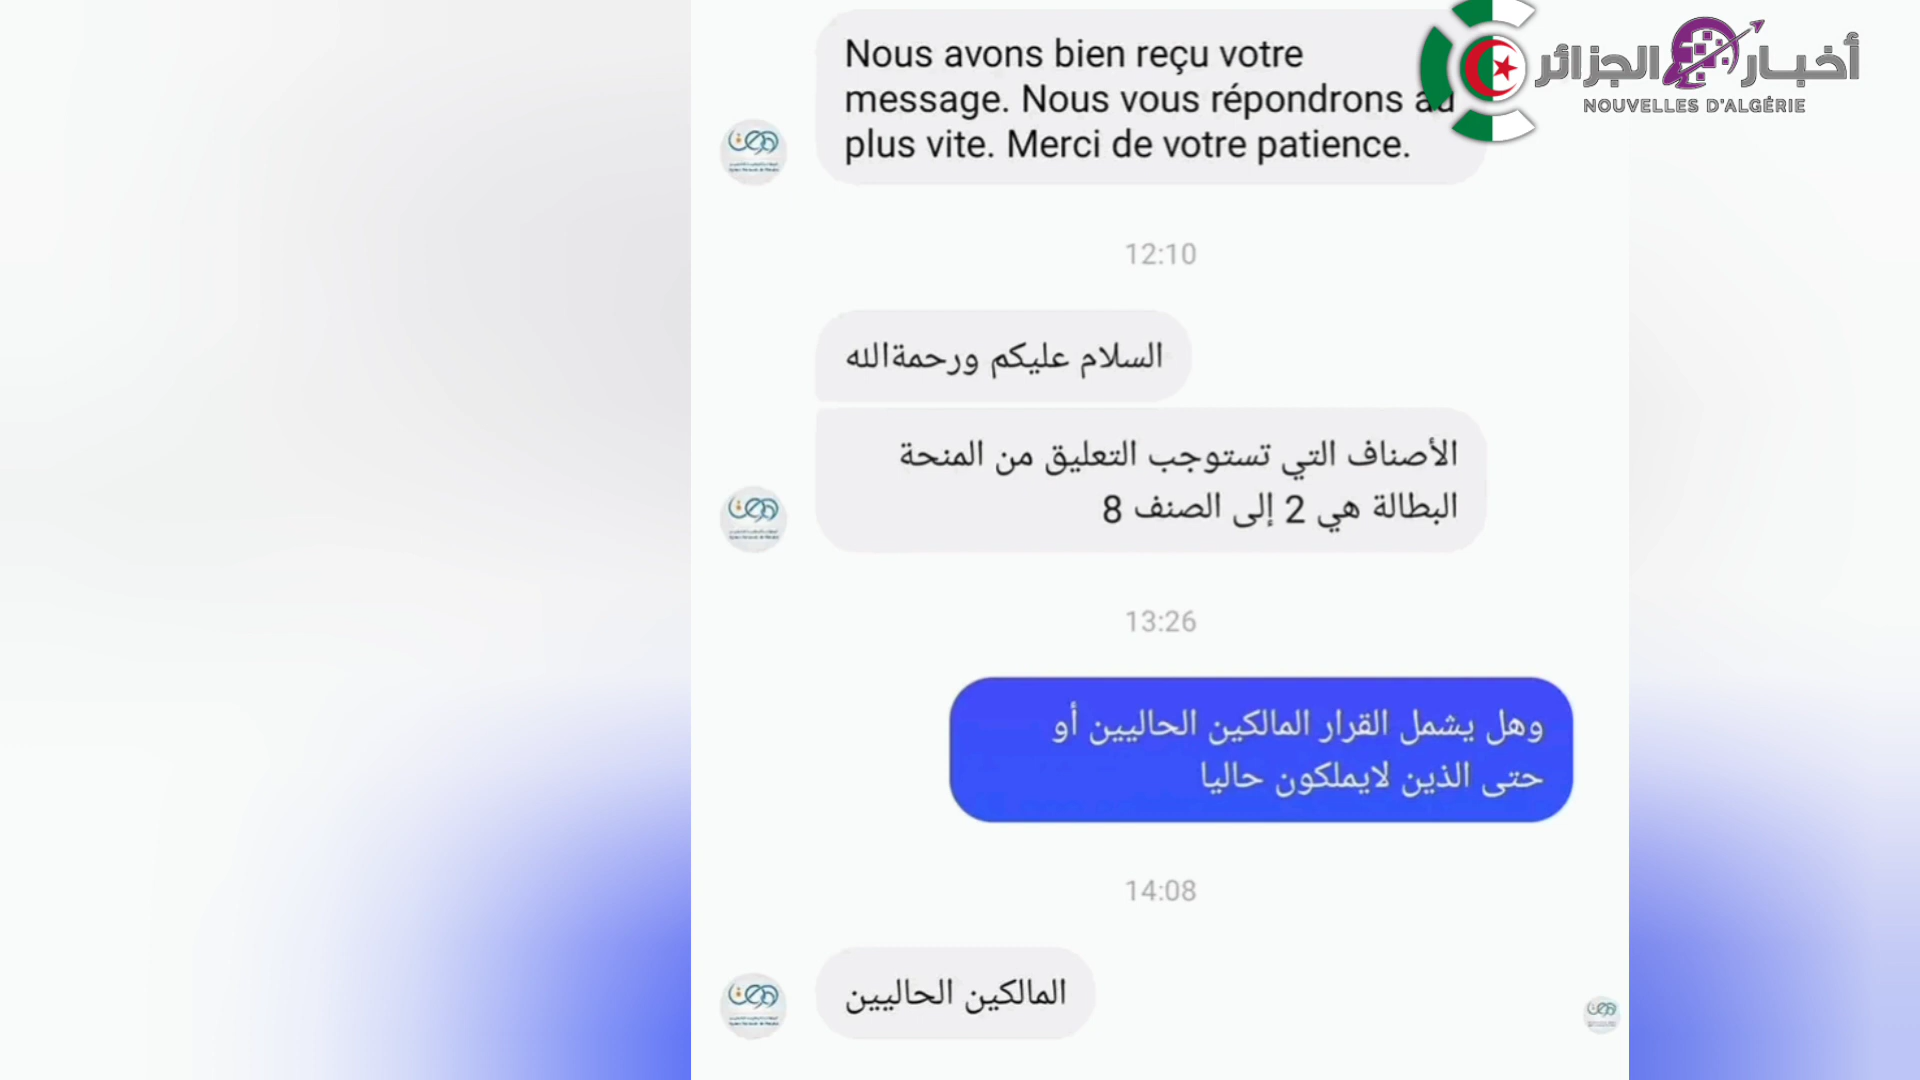 Nous avons bien reçu votre
message. Nous vous répondrons au
plus vite. Merci de votre patience.
أخبار الجزائر
NOUVELLES D'ALGÉRIE
12:10
السلام عليكم ورحمةالله
الأصناف التي تستوجب التعليق من المنحة
البطالة هي 2 إلى الصنف 8
13:26
وهل يشمل القرار المالكين الحاليين أو
حتى الذين لايملكون حاليا
14:08
المالكين الحاليين